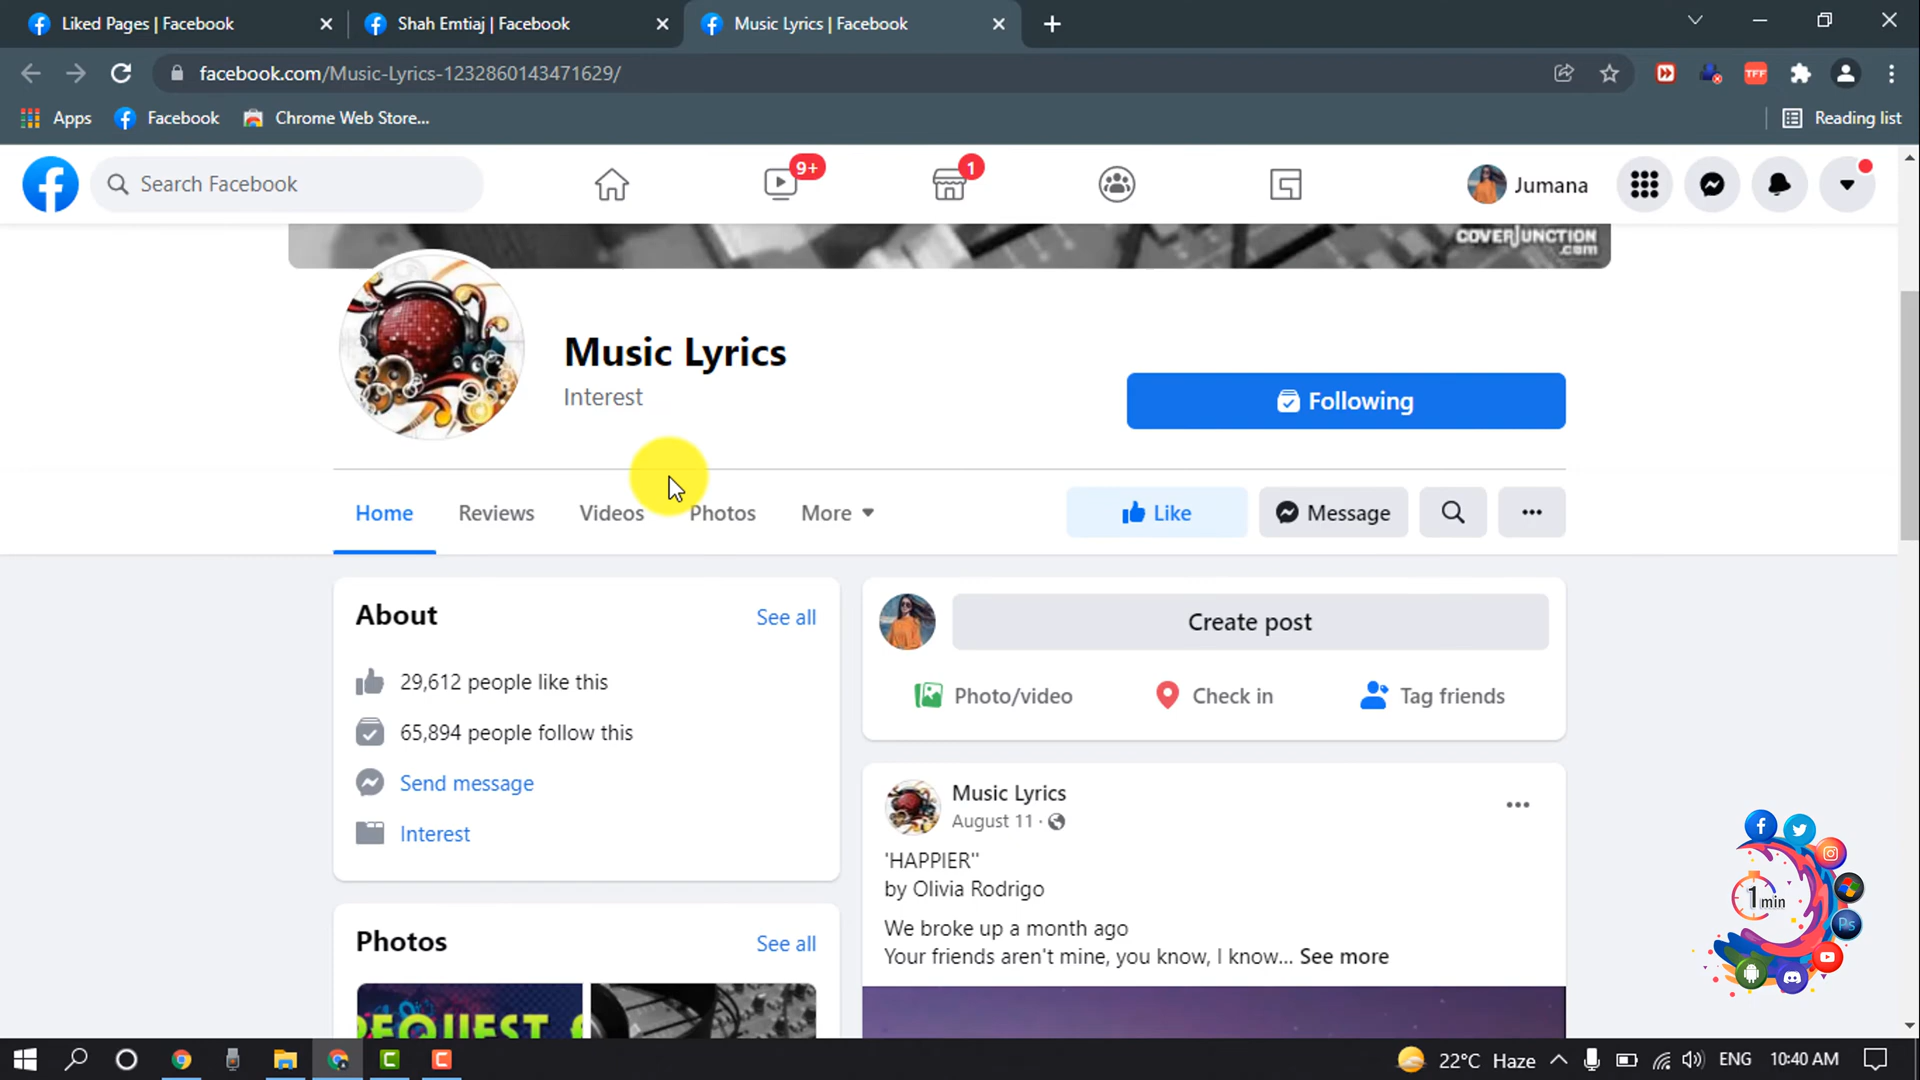 Liked Pages | Facebook
Shah Emtiaj | Facebook
Music Lyrics | Facebook
facebook.com/Music-Lyrics-1232860143471629/
TFF
Apps
Facebook
Chrome Web Store...
Reading list
Search Facebook
9+
1
Jumana
COVERJUNCTION
.com
Music Lyrics
Interest
Following
Home
Reviews
Videos
Photos
More
Like
Message
About
See all
29,612 people like this
65,894 people follow this
Send message
Interest
Photos
See all
REQUEST
Create post
Photo/video
Check in
Tag friends
Music Lyrics
August 11 ·
'HAPPIER"
by Olivia Rodrigo
We broke up a month ago
Your friends aren't mine, you know, I know... See more
1 min
Ps
22°C Haze
ENG
10:40 AM